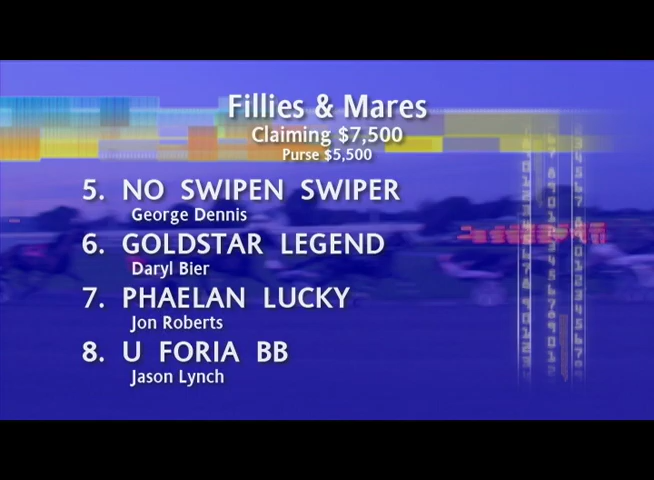 Fillies & Mares
Claiming $7,500
Purse $5,500
5. NO SWIPEN SWIPER
George Dennis
6. GOLDSTAR LEGEND
Daryl Bier
7. PHAELAN LUCKY
Jon Roberts
8. U FORIA BB
Jason Lynch